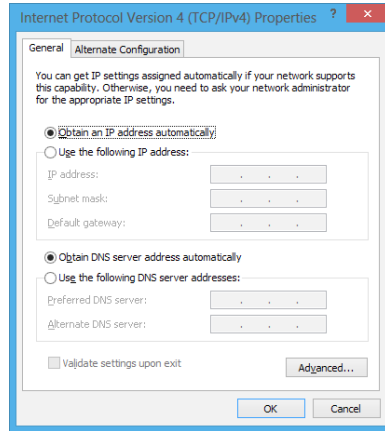 Internet Protocol Version 4 (TCP/IPv4) Properties ? ×
General Alternate Configuration
You can get IP settings assigned automatically if your network supports
this capability. Otherwise, you need to ask your network administrator
for the appropriate IP settings.
Obtain an IP address automatically
Use the following IP address:
IP address: . . .
Subnet mask: . . .
Default gateway: . . .
Obtain DNS server address automatically
Use the following DNS server addresses:
Preferred DNS server: . . .
Alternate DNS server: . . .
Validate settings upon exit
Advanced...
OK Cancel